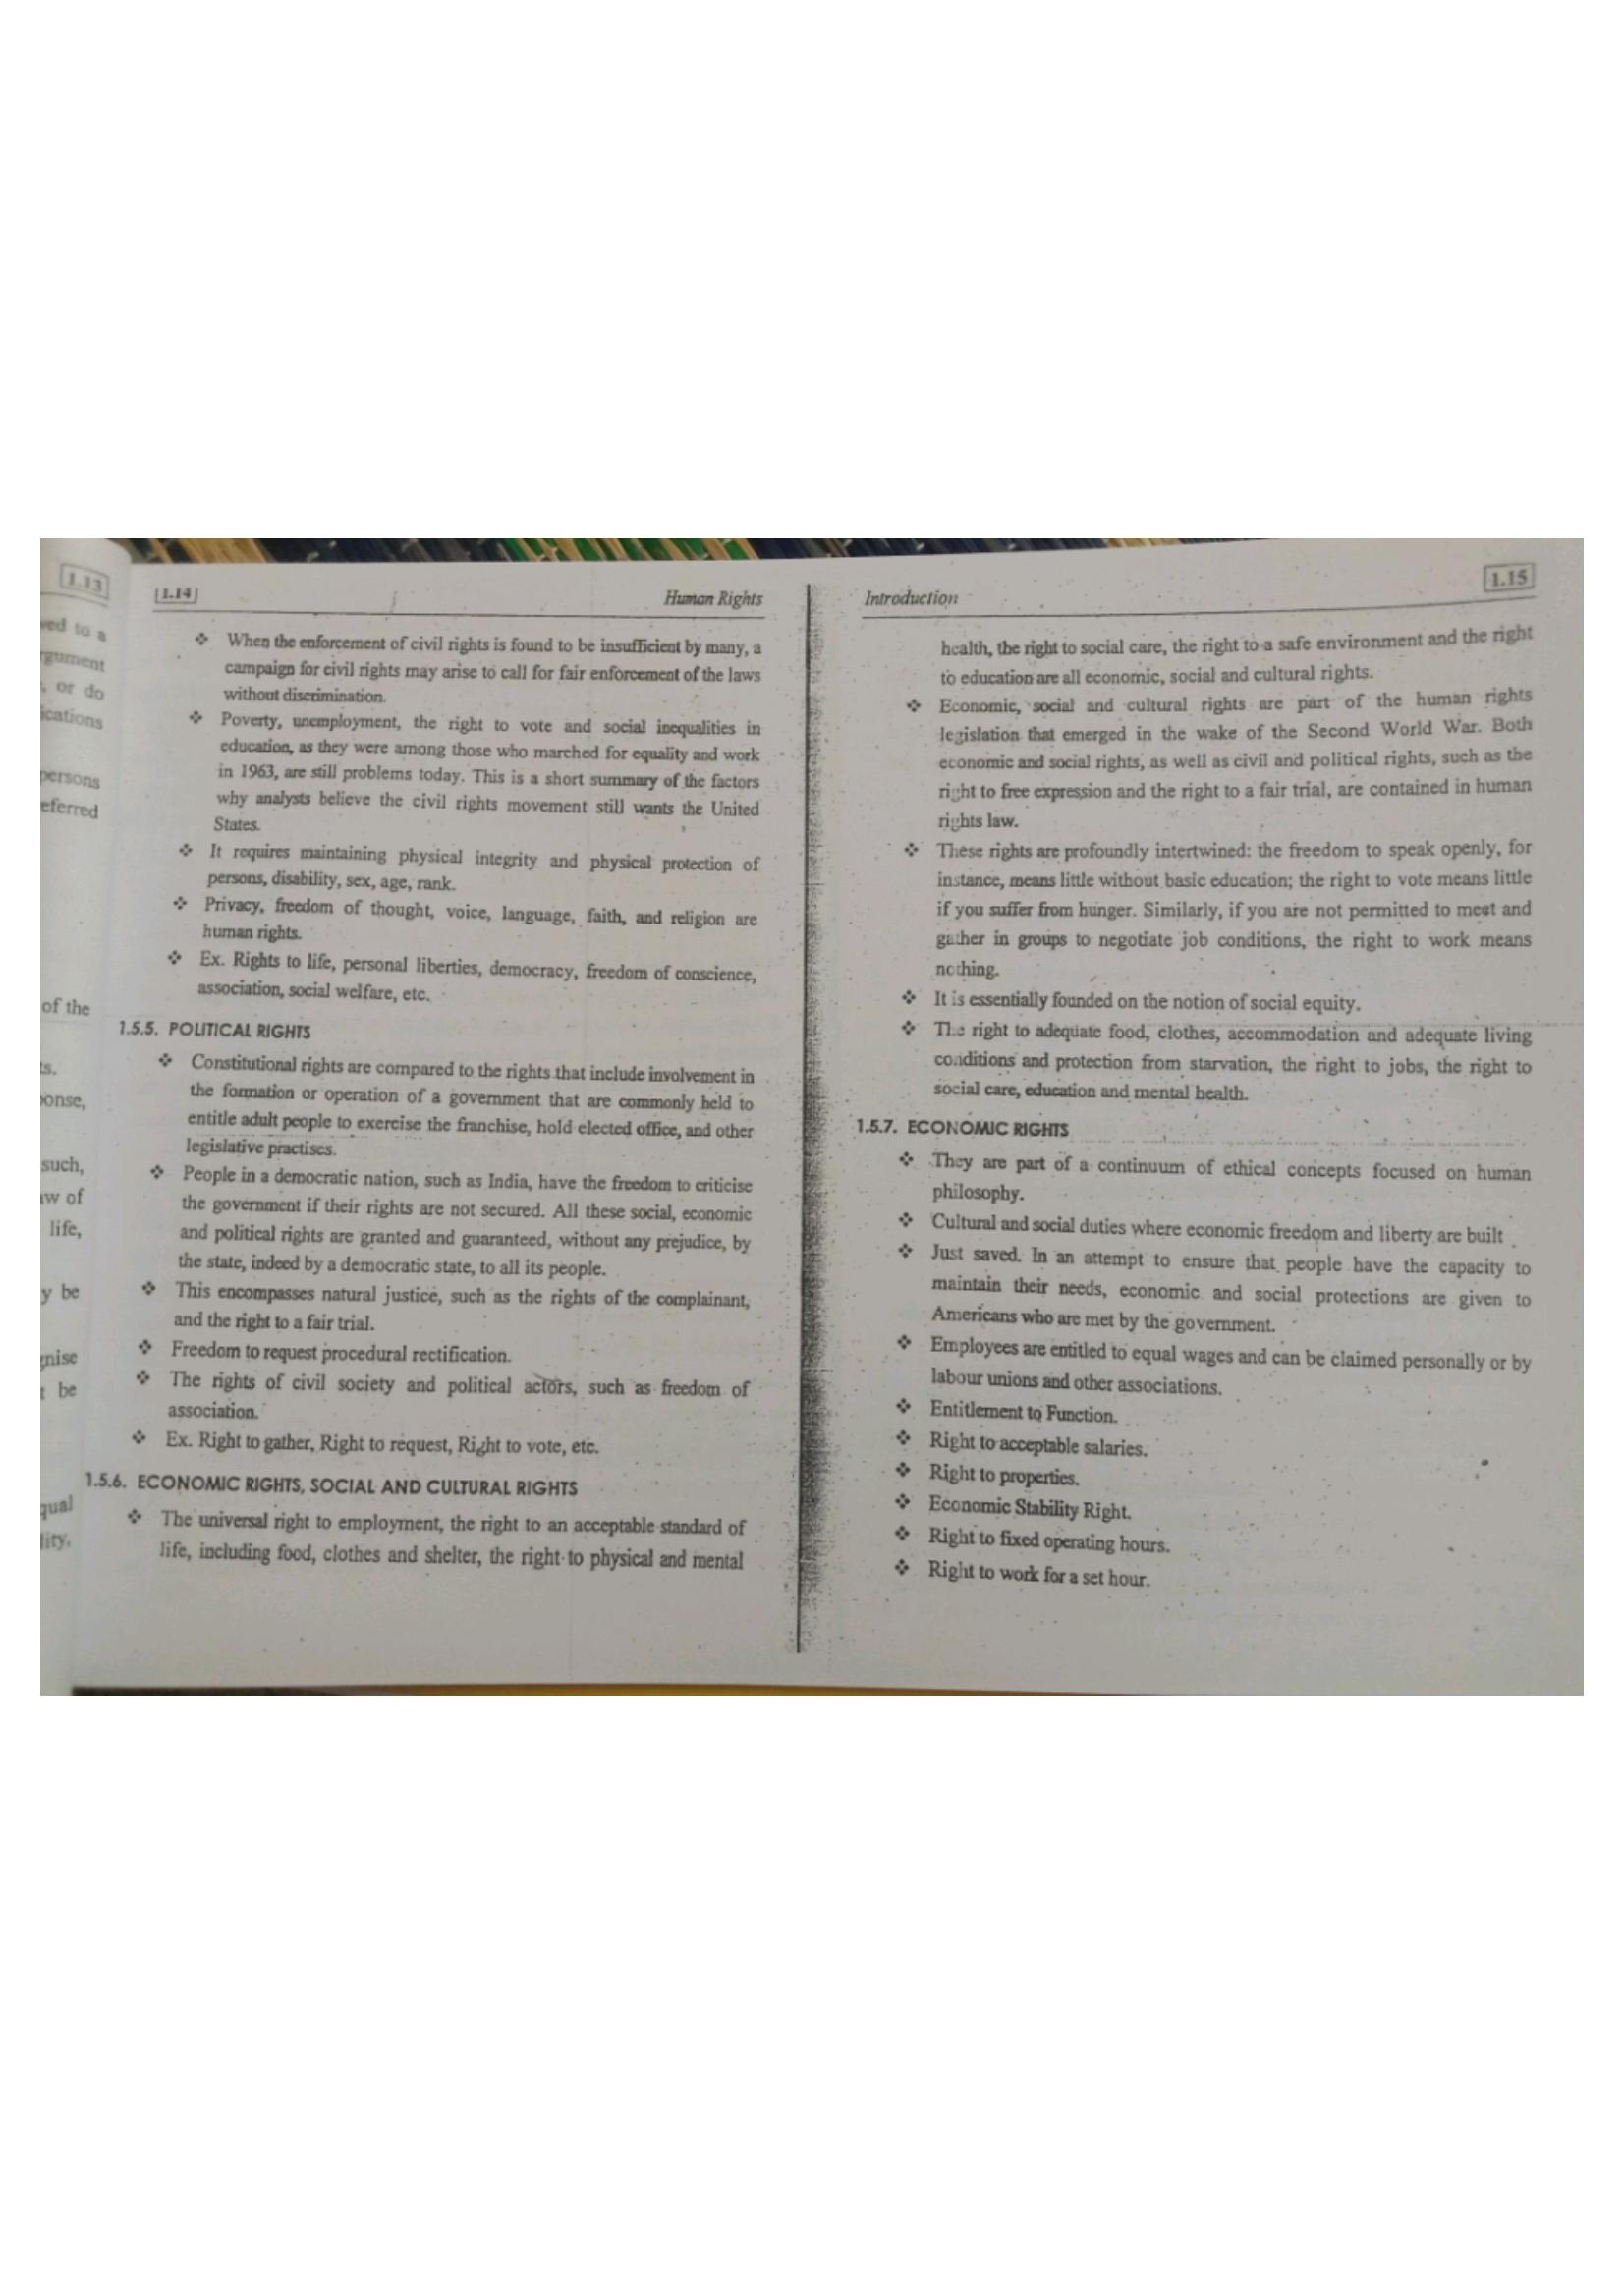 1.13
ved to a
rgument
, or do
ications
persons
eferred
of the
ts.
onse,
such,
aw of
life,
y be
gnise
t be
qual
lity.
1.14 Human Rights
❖ When the enforcement of civil rights is found to be insufficient by many, a
campaign for civil rights may arise to call for fair enforcement of the laws
without discrimination.
❖ Poverty, unemployment, the right to vote and social inequalities in
education, as they were among those who marched for equality and work
in 1963, are still problems today. This is a short summary of the factors
why analysts believe the civil rights movement still wants the United
States.
❖ It requires maintaining physical integrity and physical protection of
persons, disability, sex, age, rank.
❖ Privacy, freedom of thought, voice, language, faith, and religion are
human rights.
❖ Ex. Rights to life, personal liberties, democracy, freedom of conscience,
association, social welfare, etc.
1.5.5. POLITICAL RIGHTS
❖ Constitutional rights are compared to the rights that include involvement in
the formation or operation of a government that are commonly held to
entitle adult people to exercise the franchise, hold elected office, and other
legislative practises.
❖ People in a democratic nation, such as India, have the freedom to criticise
the government if their rights are not secured. All these social, economic
and political rights are granted and guaranteed, without any prejudice, by
the state, indeed by a democratic state, to all its people.
❖ This encompasses natural justice, such as the rights of the complainant,
and the right to a fair trial.
❖ Freedom to request procedural rectification.
❖ The rights of civil society and political actors, such as freedom of
association.
❖ Ex. Right to gather, Right to request, Right to vote, etc.
1.5.6. ECONOMIC RIGHTS, SOCIAL AND CULTURAL RIGHTS
❖ The universal right to employment, the right to an acceptable standard of
life, including food, clothes and shelter, the right to physical and mental
Introduction 1.15
health, the right to social care, the right to a safe environment and the right
to education are all economic, social and cultural rights.
❖ Economic, social and cultural rights are part of the human rights
legislation that emerged in the wake of the Second World War. Both
economic and social rights, as well as civil and political rights, such as the
right to free expression and the right to a fair trial, are contained in human
rights law.
❖ These rights are profoundly intertwined: the freedom to speak openly, for
instance, means little without basic education; the right to vote means little
if you suffer from hunger. Similarly, if you are not permitted to meet and
gather in groups to negotiate job conditions, the right to work means
nothing.
❖ It is essentially founded on the notion of social equity.
❖ The right to adequate food, clothes, accommodation and adequate living
conditions and protection from starvation, the right to jobs, the right to
social care, education and mental health.
1.5.7. ECONOMIC RIGHTS
❖ They are part of a continuum of ethical concepts focused on human
philosophy.
❖ Cultural and social duties where economic freedom and liberty are built
❖ Just saved. In an attempt to ensure that people have the capacity to
maintain their needs, economic and social protections are given to
Americans who are met by the government.
❖ Employees are entitled to equal wages and can be claimed personally or by
labour unions and other associations.
❖ Entitlement to Function.
❖ Right to acceptable salaries.
❖ Right to properties.
❖ Economic Stability Right.
❖ Right to fixed operating hours.
❖ Right to work for a set hour.